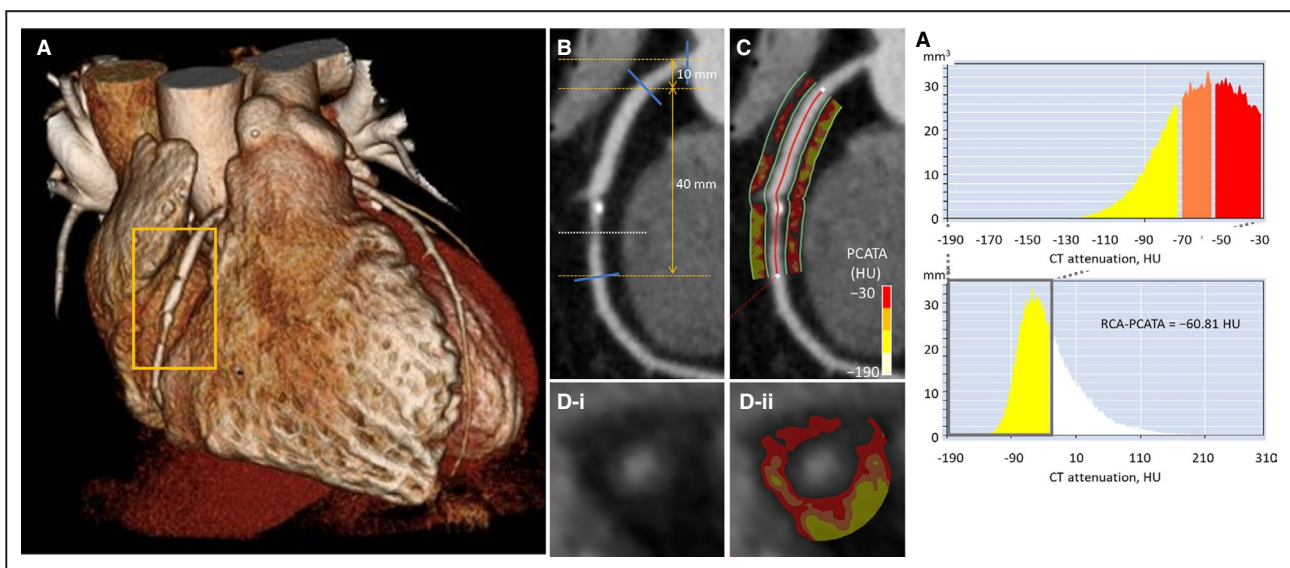 A
B
10 mm
40 mm
C
PCATA
(HU)
−30
−190
D-i
D-ii
A
mm³
30
20
10
0
-190 -170 -150 -130 -110 -90 -70 -50 -30
CT attenuation, HU
mm³
30
20
10
0
RCA-PCATA = −60.81 HU
-190 -90 10 110 210 310
CT attenuation, HU